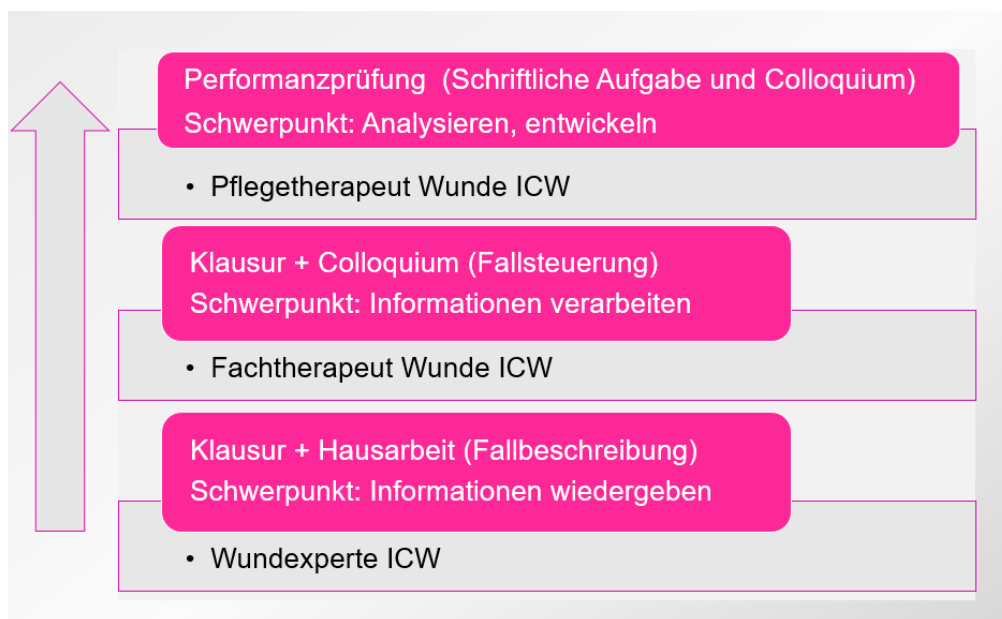 Performanzprüfung  (Schriftliche Aufgabe und Colloquium)
Schwerpunkt: Analysieren, entwickeln
• Pflegetherapeut Wunde ICW
Klausur + Colloquium (Fallsteuerung)
Schwerpunkt: Informationen verarbeiten
• Fachtherapeut Wunde ICW
Klausur + Hausarbeit (Fallbeschreibung)
Schwerpunkt: Informationen wiedergeben
• Wundexperte ICW